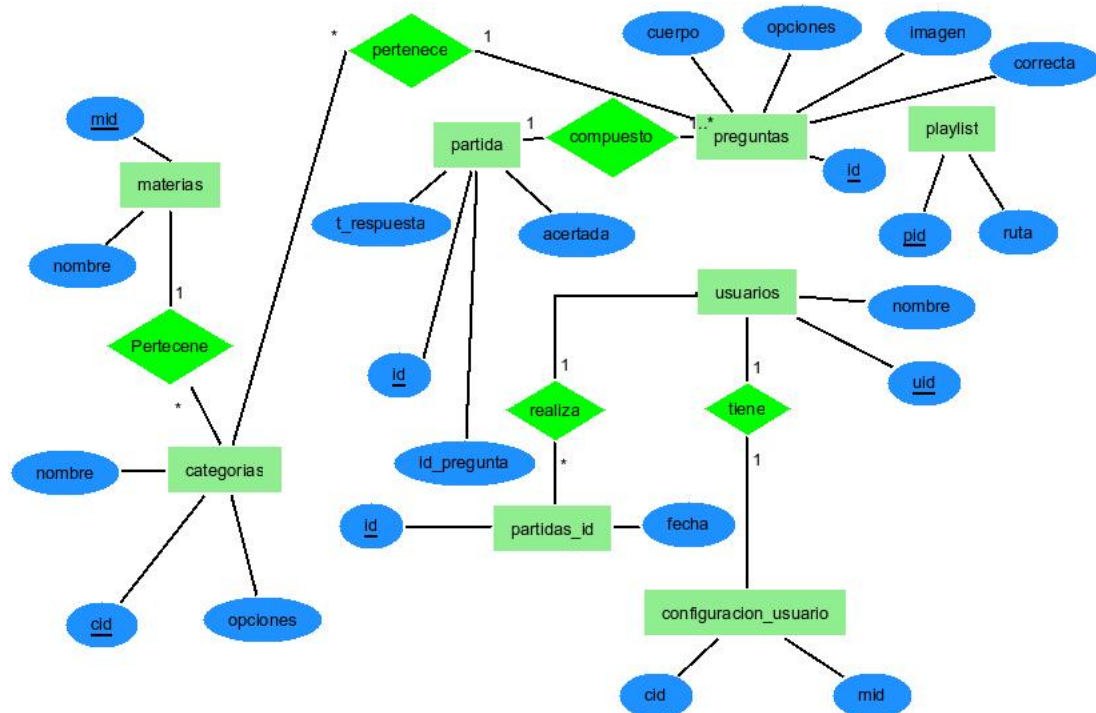 *
pertenece
1
cuerpo
opciones
imagen
correcta
mid
materias
nombre
partida
1
compuesto
1..*
preguntas
playlist
id
t_respuesta
acertada
pid
ruta
1
Pertecene
*
usuarios
nombre
uid
1
realiza
*
1
tiene
1
id
id_pregunta
nombre
categorias
cid
opciones
id
partidas_id
fecha
configuracion_usuario
cid
mid